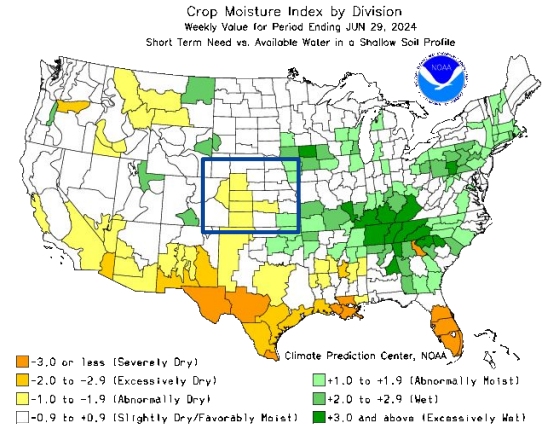 Crop Moisture Index by Division
Weekly Value for Period Ending JUN 29, 2024
Short Term Need vs. Available Water in a Shallow Soil Profile
NOAA
Climate Prediction Center, NOAA
-3.0 or less (Severely Dry)
-2.0 to -2.9 (Excessively Dry)
-1.0 to -1.9 (Abnormally Dry)
-0.9 to +0.9 (Slightly Dry/Favorably Moist)
+1.0 to +1.9 (Abnormally Moist)
+2.0 to +2.9 (Wet)
+3.0 and above (Excessively Wet)